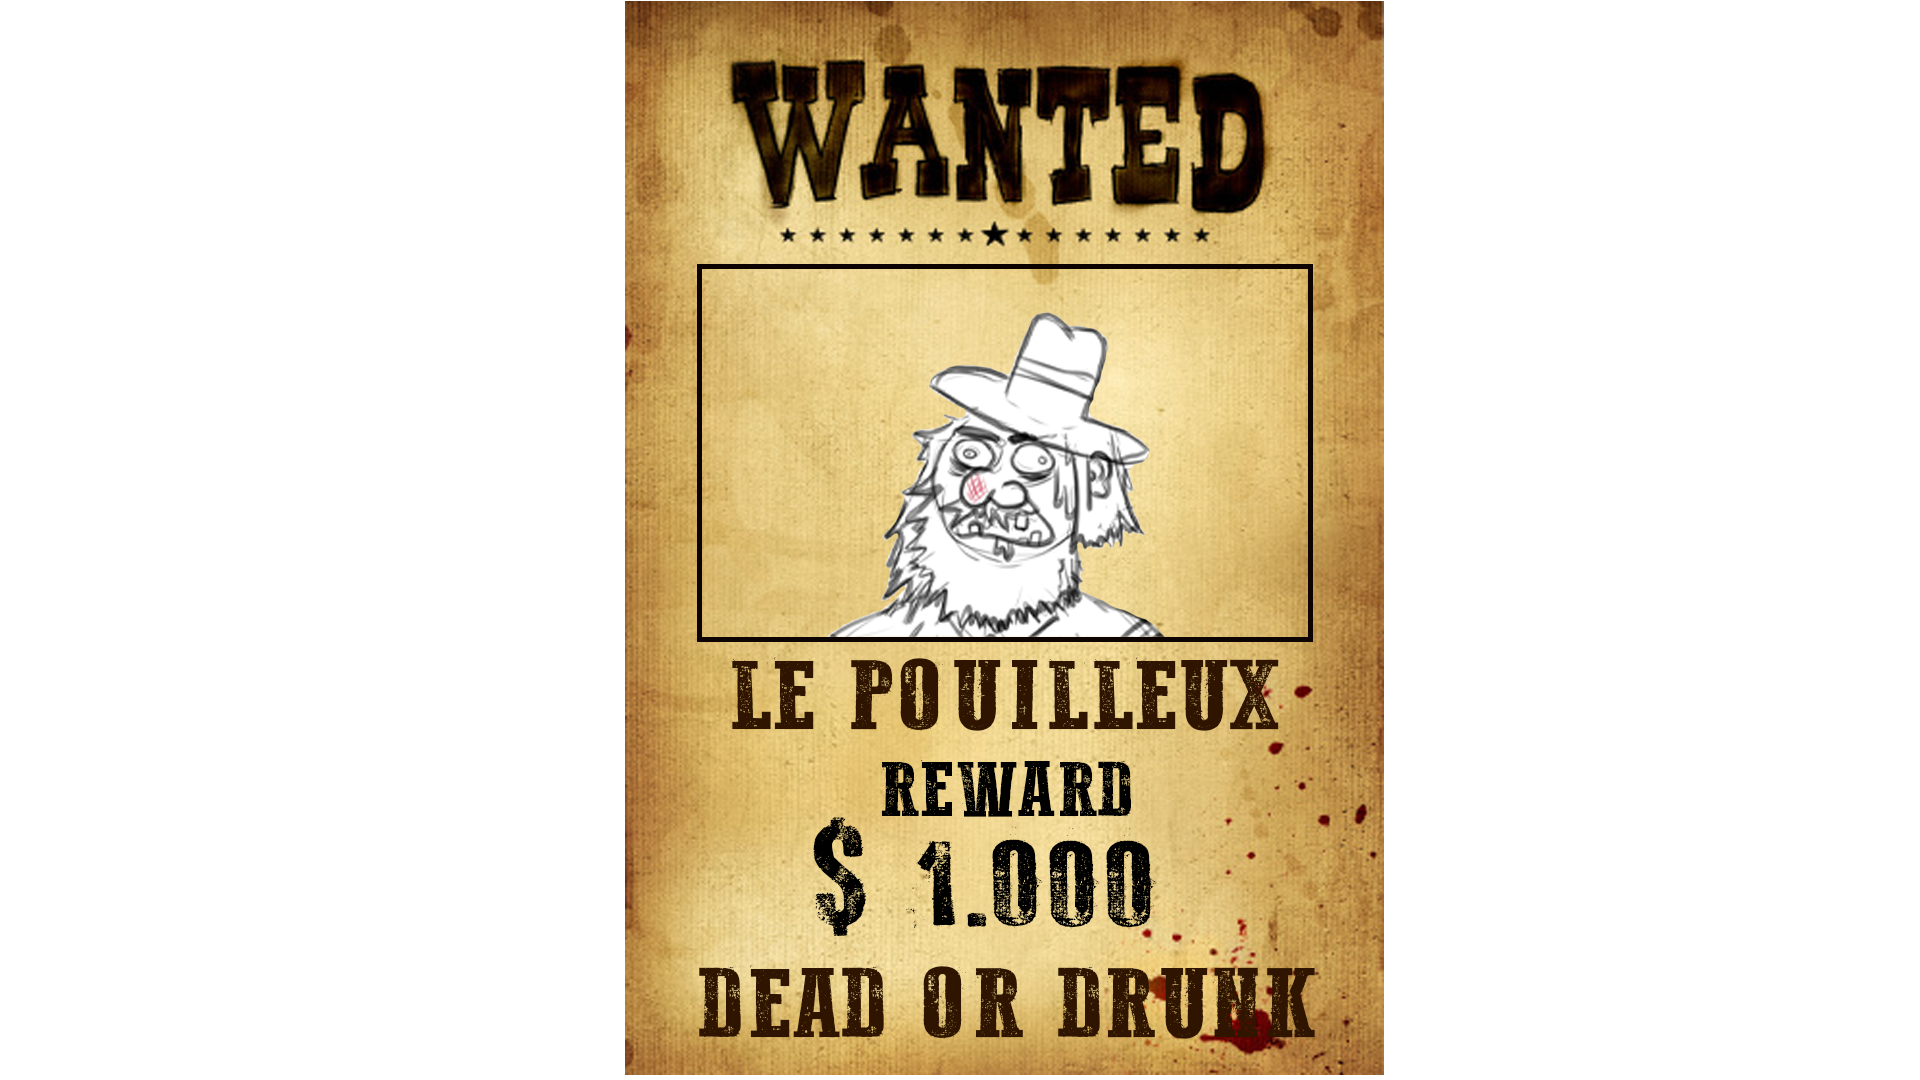 WANTED
LE POUILLEUX
REWARD
$ 1.000
DEAD OR DRUNK